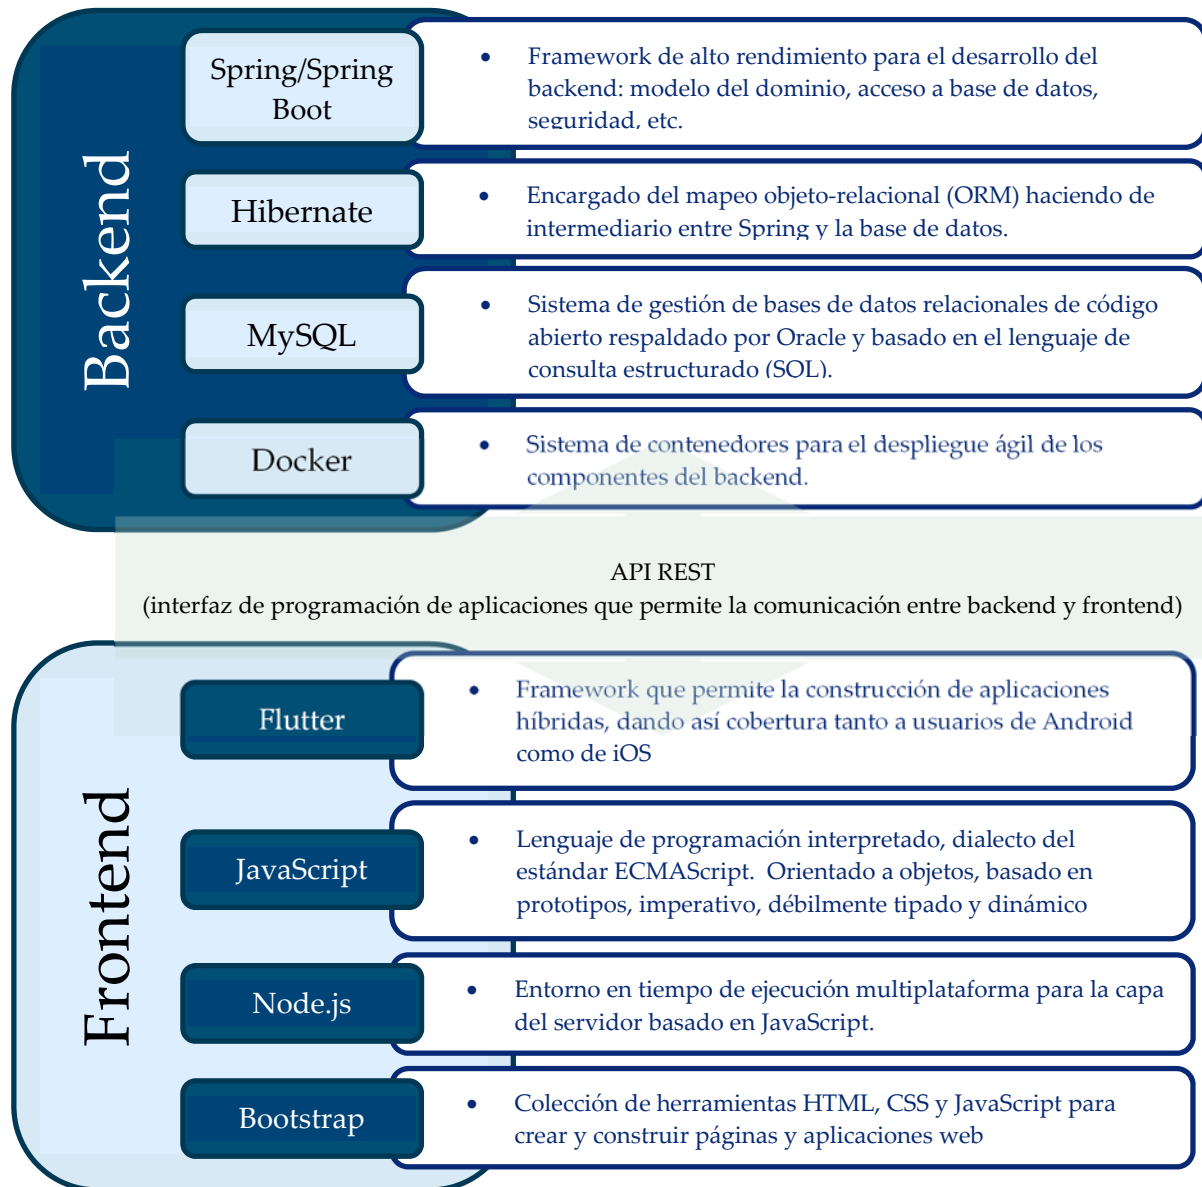 Backend
Spring/Spring
Boot
• Framework de alto rendimiento para el desarrollo del
backend: modelo del dominio, acceso a base de datos,
seguridad, etc.
Hibernate
• Encargado del mapeo objeto-relacional (ORM) haciendo de
intermediario entre Spring y la base de datos.
MySQL
• Sistema de gestión de bases de datos relacionales de código
abierto respaldado por Oracle y basado en el lenguaje de
consulta estructurado (SQL).
Docker
• Sistema de contenedores para el despliegue ágil de los
componentes del backend.
API REST
(interfaz de programación de aplicaciones que permite la comunicación entre backend y frontend)
Frontend
Flutter
• Framework que permite la construcción de aplicaciones
híbridas, dando así cobertura tanto a usuarios de Android
como de iOS
JavaScript
• Lenguaje de programación interpretado, dialecto del
estándar ECMAScript.  Orientado a objetos, basado en
prototipos, imperativo, débilmente tipado y dinámico
Node.js
• Entorno en tiempo de ejecución multiplataforma para la capa
del servidor basado en JavaScript.
Bootstrap
• Colección de herramientas HTML, CSS y JavaScript para
crear y construir páginas y aplicaciones web